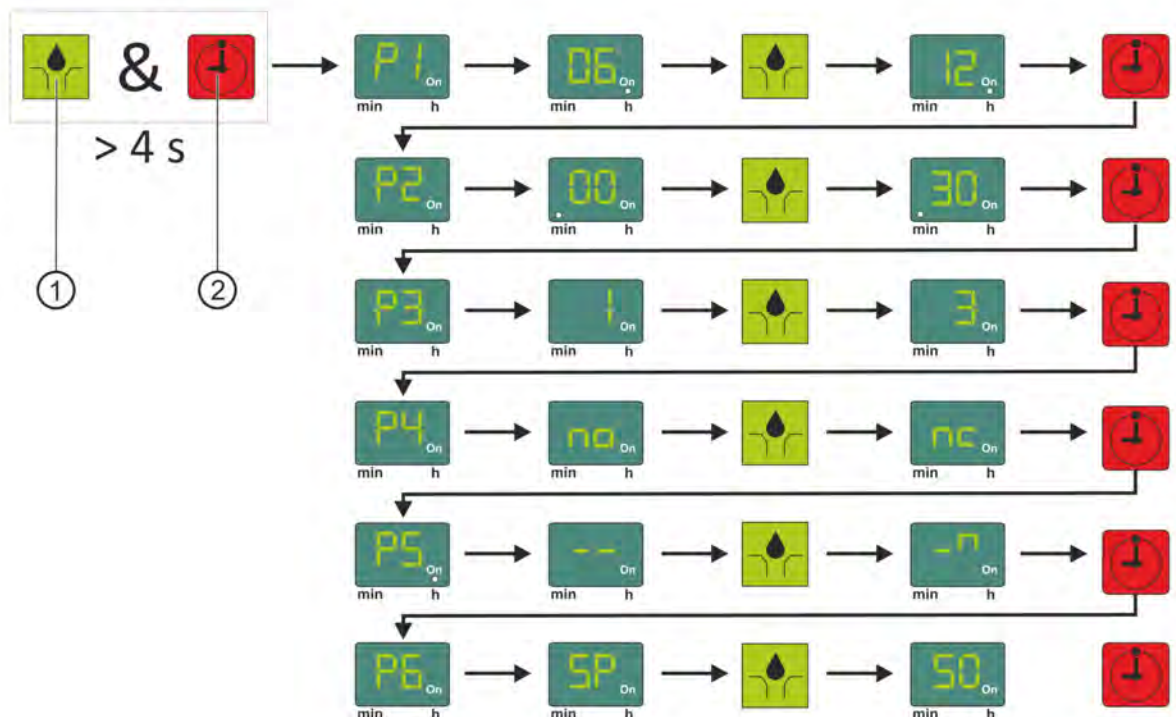 & P1 On 06 On 12 On
min h min h min h
> 4 s
P2 On 00 On 30 On
min h min h min h
1 2
P3 On 1 On 3 On
min h min h min h
P4 On no On nc On
min h min h min h
P5 On -- On -n On
min h min h min h
P6 On SP On SO On
min h min h min h